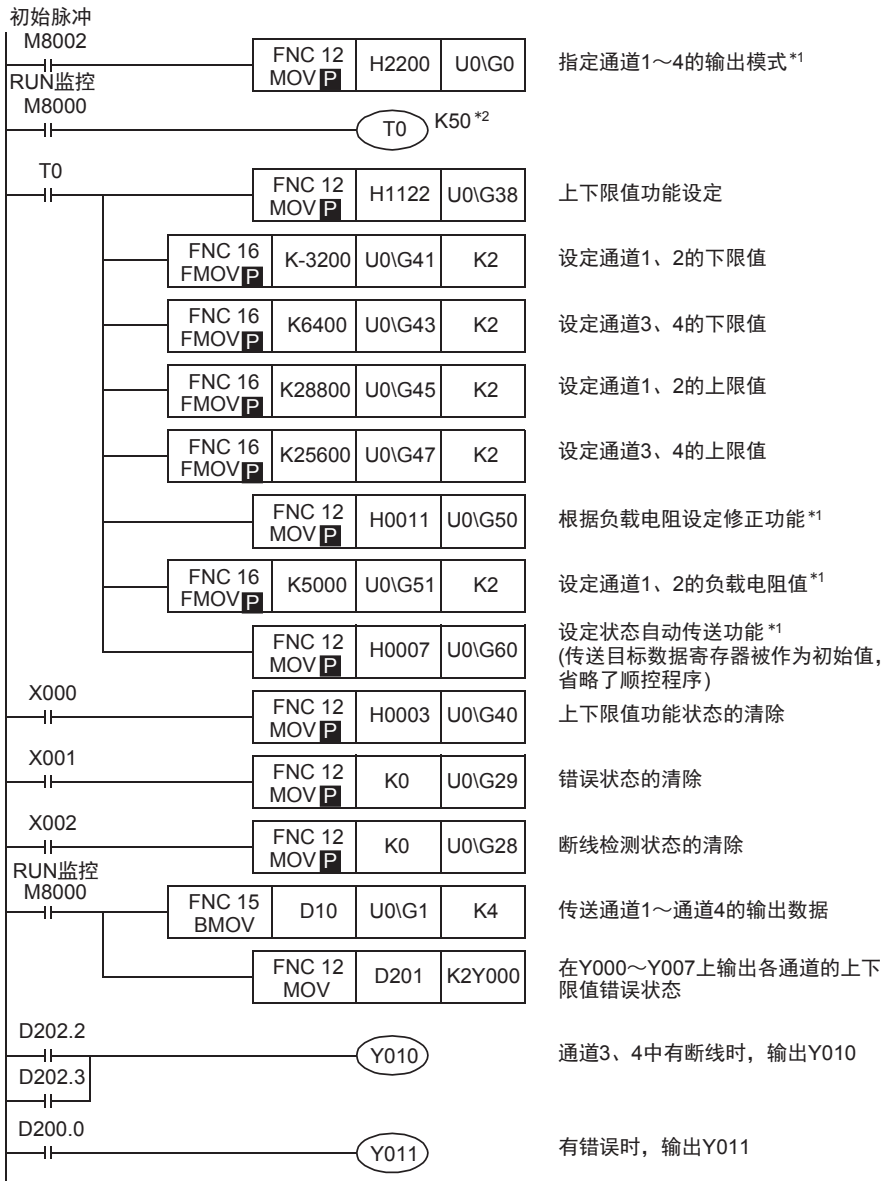 初始脉冲
M8002
FNC 12 MOV P H2200 U0\G0 指定通道1～4的输出模式*1
RUN监控
M8000
T0 K50 *2
T0
FNC 12 MOV P H1122 U0\G38 上下限值功能设定
FNC 16 FMOV P K-3200 U0\G41 K2 设定通道1、2的下限值
FNC 16 FMOV P K6400 U0\G43 K2 设定通道3、4的下限值
FNC 16 FMOV P K28800 U0\G45 K2 设定通道1、2的上限值
FNC 16 FMOV P K25600 U0\G47 K2 设定通道3、4的上限值
FNC 12 MOV P H0011 U0\G50 根据负载电阻设定修正功能*1
FNC 16 FMOV P K5000 U0\G51 K2 设定通道1、2的负载电阻值*1
FNC 12 MOV P H0007 U0\G60 设定状态自动传送功能*1
(传送目标数据寄存器被作为初始值，
省略了顺控程序)
X000
FNC 12 MOV P H0003 U0\G40 上下限值功能状态的清除
X001
FNC 12 MOV P K0 U0\G29 错误状态的清除
X002
FNC 12 MOV P K0 U0\G28 断线检测状态的清除
RUN监控
M8000
FNC 15 BMOV D10 U0\G1 K4 传送通道1～通道4的输出数据
FNC 12 MOV D201 K2Y000 在Y000～Y007上输出各通道的上下
限值错误状态
D202.2
Y010 通道3、4中有断线时，输出Y010
D202.3
D200.0
Y011 有错误时，输出Y011